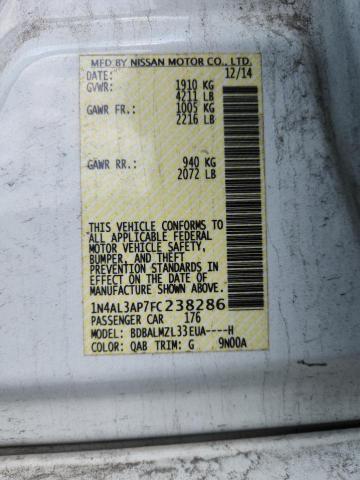 MFD BY NISSAN MOTOR CO., LTD.
DATE: 12/14
GVWR: 1910 KG
4211 LB
GAWR FR: 1005 KG
2216 LB
GAWR RR: 940 KG
2072 LB
THIS VEHICLE CONFORMS TO
ALL APPLICABLE FEDERAL
MOTOR VEHICLE SAFETY,
BUMPER, AND THEFT
PREVENTION STANDARDS IN
EFFECT ON THE DATE OF
MANUFACTURE SHOWN ABOVE.
1N4AL3AP7FC238286
PASSENGER CAR 176
MODEL: BDBALMZL33EUA----H
COLOR: QAB TRIM: G 9N00A